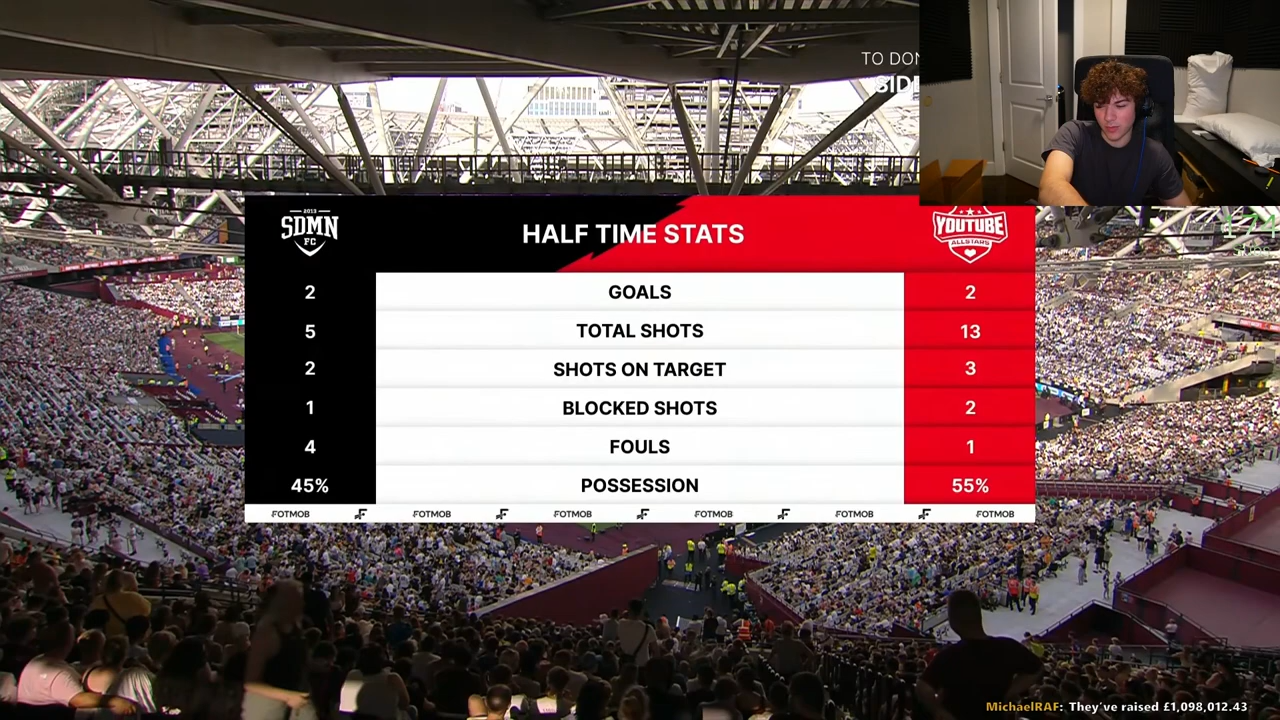 TO DON
SIDE
2013
SDMN
FC
HALF TIME STATS
YOUTUBE
ALLSTARS
2 GOALS 2
5 TOTAL SHOTS 13
2 SHOTS ON TARGET 3
1 BLOCKED SHOTS 2
4 FOULS 1
45% POSSESSION 55%
FOTMOB FOTMOB FOTMOB FOTMOB FOTMOB FOTMOB
MichaelRAF: They've raised £1,098,012.43